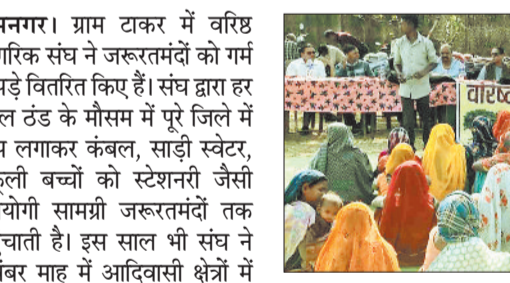 नगर। ग्राम टाकर में वरिष्ठ
गरिक संघ ने जरूरतमंदों को गर्म
ड़े वितरित किए हैं। संघ द्वारा हर
ल ठंड के मौसम में पूरे जिले में
लगाकर कंबल, साड़ी स्वेटर,
ली बच्चों को स्टेशनरी जैसी
योगी सामग्री जरूरतमंदों तक
चाती है। इस साल भी संघ ने
बर माह में आदिवासी क्षेत्रों में
वरिष्ठ